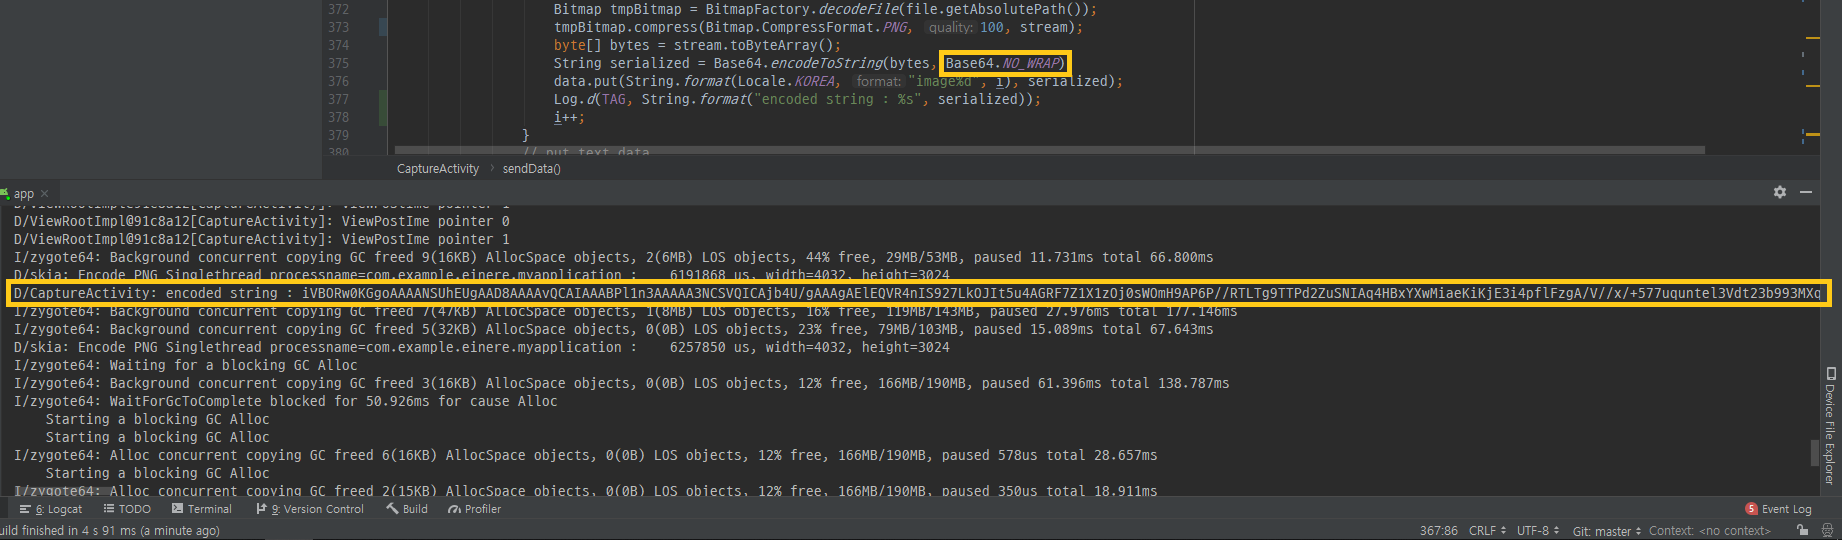 372 Bitmap tmpBitmap = BitmapFactory.decodeFile(file.getAbsolutePath());
373 tmpBitmap.compress(Bitmap.CompressFormat.PNG, quality: 100, stream);
374 byte[] bytes = stream.toByteArray();
375 String serialized = Base64.encodeToString(bytes, Base64.NO_WRAP)
376 data.put(String.format(Locale.KOREA, format: "image%d", i), serialized);
377 Log.d(TAG, String.format("encoded string : %s", serialized));
378 i++;
379 }
380 // put text data
CaptureActivity > sendData()
app ×
D/ViewRootImpl@91c8a12[CaptureActivity]: ViewPostIme pointer 1
D/ViewRootImpl@91c8a12[CaptureActivity]: ViewPostIme pointer 0
D/ViewRootImpl@91c8a12[CaptureActivity]: ViewPostIme pointer 1
I/zygote64: Background concurrent copying GC freed 9(16KB) AllocSpace objects, 2(6MB) LOS objects, 44% free, 29MB/53MB, paused 11.731ms total 66.800ms
D/skia: Encode PNG Singlethread processname=com.example.einere.myapplication : 6191868 us, width=4032, height=3024
D/CaptureActivity: encoded string : iVBORw0KGgoAAAANSUhEUgAAD8AAAAvQCAIAAABPl1n3AAAAA3NCSVQICAjb4U/gAAAgAElEQVR4nIS927LkOJIt5u4AGRF7Z1X1zOj0sWOmH9AP6P//RTLTg9TTPd2ZuSNIAq4HBxYXwMiaeKiKjE3i4pflFzgA/V//x/+577uquntel3Vdt23b993MXq
I/zygote64: Background concurrent copying GC freed 7(47KB) AllocSpace objects, 1(8MB) LOS objects, 16% free, 119MB/143MB, paused 27.976ms total 177.146ms
I/zygote64: Background concurrent copying GC freed 5(32KB) AllocSpace objects, 0(0B) LOS objects, 23% free, 79MB/103MB, paused 15.089ms total 67.643ms
D/skia: Encode PNG Singlethread processname=com.example.einere.myapplication : 6257850 us, width=4032, height=3024
I/zygote64: Waiting for a blocking GC Alloc
I/zygote64: Background concurrent copying GC freed 3(16KB) AllocSpace objects, 0(0B) LOS objects, 12% free, 166MB/190MB, paused 61.396ms total 138.787ms
I/zygote64: WaitForGcToComplete blocked for 50.926ms for cause Alloc
Starting a blocking GC Alloc
Starting a blocking GC Alloc
I/zygote64: Alloc concurrent copying GC freed 6(16KB) AllocSpace objects, 0(0B) LOS objects, 12% free, 166MB/190MB, paused 578us total 28.657ms
Starting a blocking GC Alloc
I/zygote64: Alloc concurrent copying GC freed 2(15KB) AllocSpace objects, 0(0B) LOS objects, 12% free, 166MB/190MB, paused 350us total 18.911ms
Device File Explorer
6: Logcat TODO Terminal 9: Version Control Build Profiler 5 Event Log
uild finished in 4 s 91 ms (a minute ago) 367:86 CRLF UTF-8 Git: master Context: <no context>